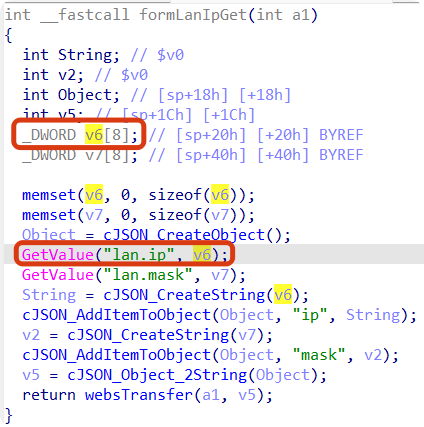 int __fastcall formLanIpGet(int a1)
{
  int String; // $v0
  int v2; // $v0
  int Object; // [sp+18h] [+18h]
  int v5; // [sp+1Ch] [+1Ch]
  _DWORD v6[8]; // [sp+20h] [+20h] BYREF
  _DWORD v7[8]; // [sp+40h] [+40h] BYREF
  memset(v6, 0, sizeof(v6));
  memset(v7, 0, sizeof(v7));
  Object = cJSON_CreateObject();
  GetValue("lan.ip", v6);
  GetValue("lan.mask", v7);
  String = cJSON_CreateString(v6);
  cJSON_AddItemToObject(Object, "ip", String);
  v2 = cJSON_CreateString(v7);
  cJSON_AddItemToObject(Object, "mask", v2);
  v5 = cJSON_Object_2String(Object);
  return websTransfer(a1, v5);
}